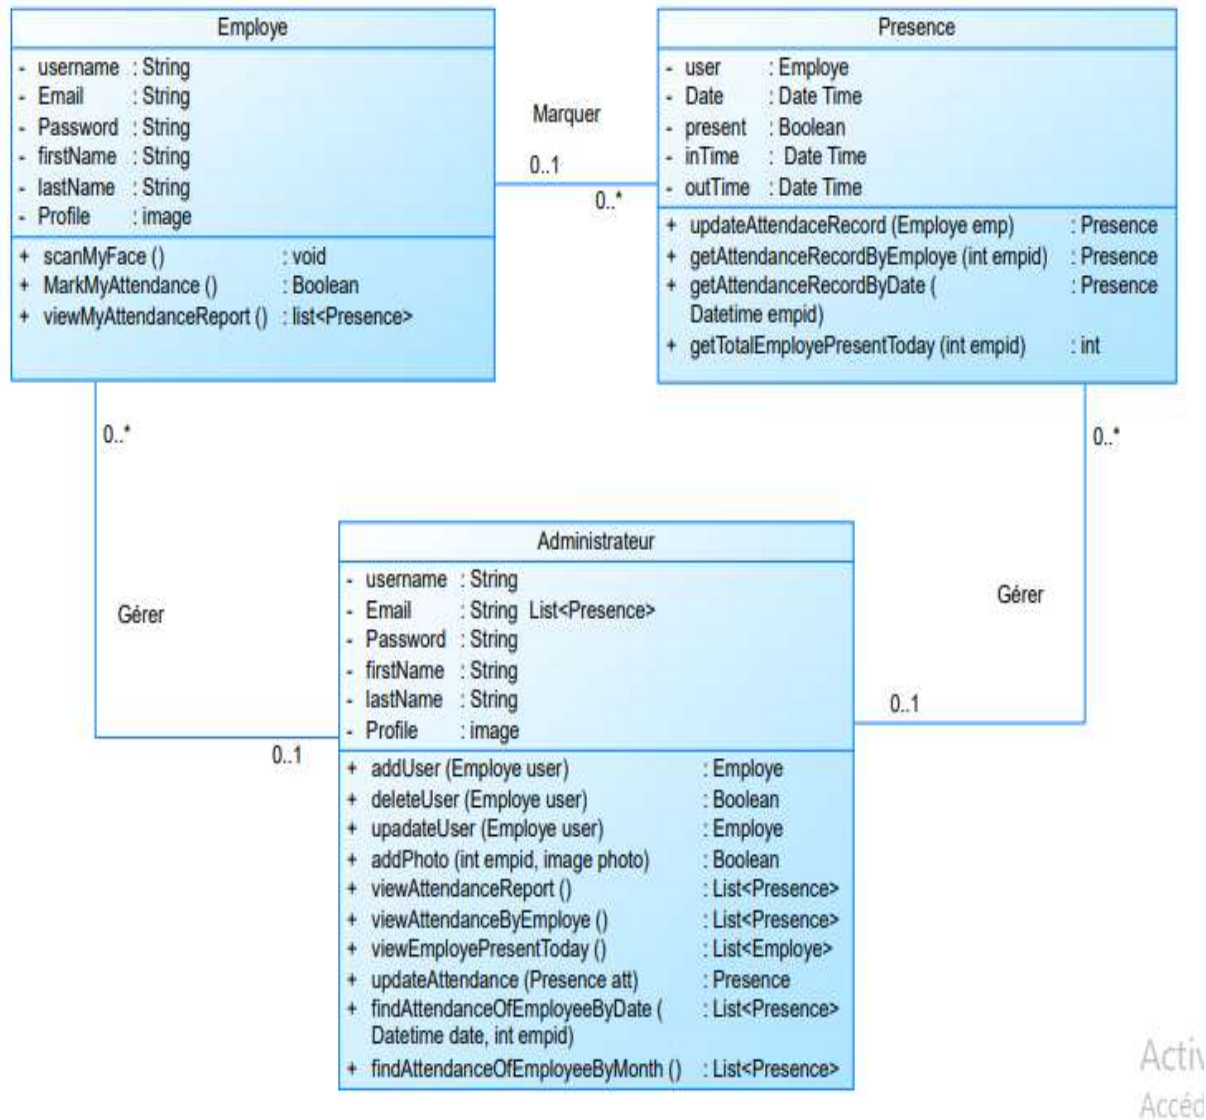 Employe
- username : String
- Email : String
- Password : String
- firstName : String
- lastName : String
- Profile : image
+ scanMyFace () : void
+ MarkMyAttendance () : Boolean
+ viewMyAttendanceReport () : list<Presence>
Marquer
0..1
0..*
Presence
- user : Employe
- Date : Date Time
- present : Boolean
- inTime : Date Time
- outTime : Date Time
+ updateAttendaceRecord (Employe emp) : Presence
+ getAttendanceRecordByEmploye (int empid) : Presence
+ getAttendanceRecordByDate ( : Presence
Datetime empid)
+ getTotalEmployePresentToday (int empid) : int
0..*
0..*
Gérer
Gérer
0..1
0..1
Administrateur
- username : String
- Email : String List<Presence>
- Password : String
- firstName : String
- lastName : String
- Profile : image
+ addUser (Employe user) : Employe
+ deleteUser (Employe user) : Boolean
+ upadateUser (Employe user) : Employe
+ addPhoto (int empid, image photo) : Boolean
+ viewAttendanceReport () : List<Presence>
+ viewAttendanceByEmploye () : List<Presence>
+ viewEmployePresentToday () : List<Employe>
+ updateAttendance (Presence att) : Presence
+ findAttendanceOfEmployeeByDate ( : List<Presence>
Datetime date, int empid)
+ findAttendanceOfEmployeeByMonth () : List<Presence>
Activ
Accéd